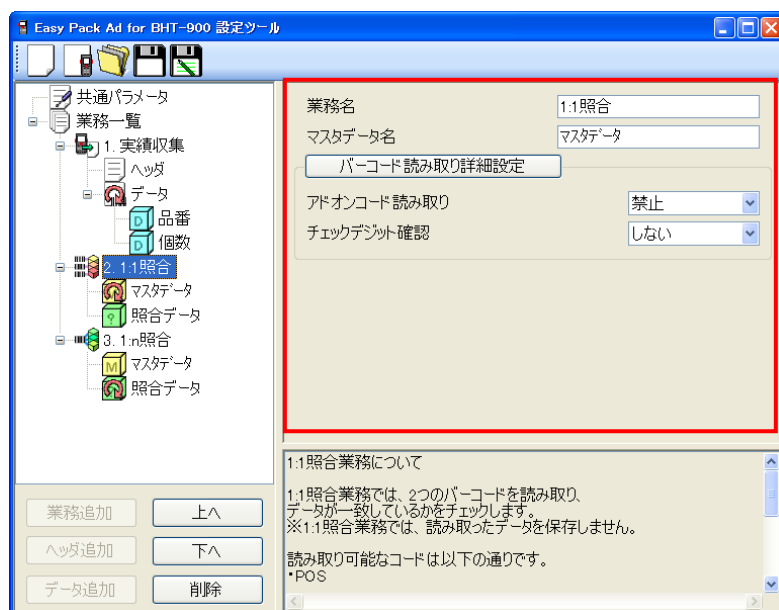 Easy Pack Ad for BHT-900 設定ツール
共通パラメータ
業務一覧
1. 実績収集
ヘッダ
データ
品番
個数
2. 1:1照合
マスタデータ
照合データ
3. 1:n照合
マスタデータ
照合データ
業務追加
上へ
ヘッダ追加
下へ
データ追加
削除
業務名
1:1照合
マスタデータ名
マスタデータ
バーコード読み取り詳細設定
アドオンコード読み取り
禁止
チェックデジット確認
しない
1:1照合業務について
1:1照合業務では、2つのバーコードを読み取り、
データが一致しているかをチェックします。
※1:1照合業務では、読み取ったデータを保存しません。
読み取り可能なコードは以下の通りです。
・POS